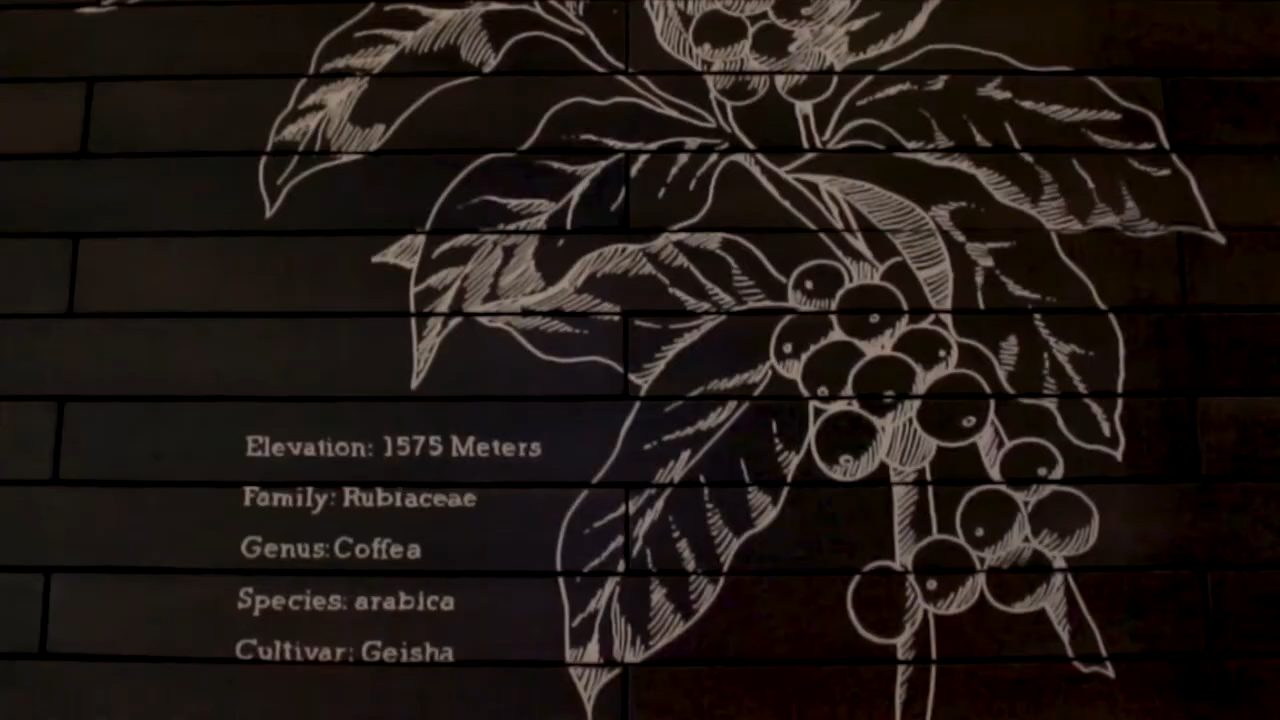 Elevation: 1575 Meters
Family: Rubiaceae
Genus: Coffea
Species: arabica
Cultivar: Geisha